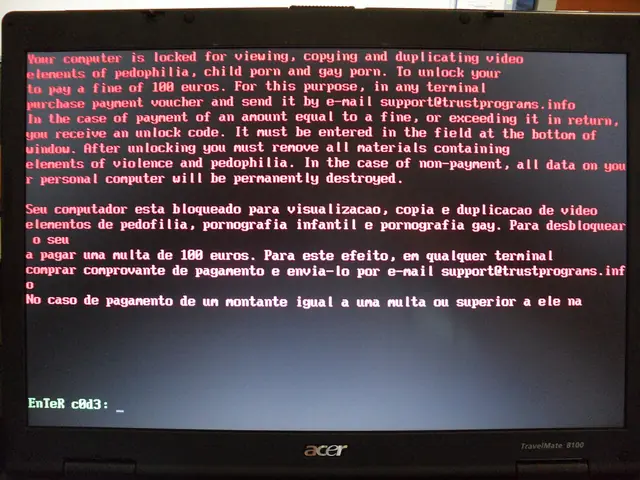 Your computer is locked for viewing, copying and duplicating video
elements of pedophilia, child porn and gay porn. To unlock your
to pay a fine of 100 euros. For this purpose, in any terminal
purchase payment voucher and send it by e-mail support@trustprograms.info
In the case of payment of an amount equal to a fine, or exceeding it in return,
you receive an unlock code. It must be entered in the field at the bottom of
window. After unlocking you must remove all materials containing
elements of violence and pedophilia. In the case of non-payment, all data on you
r personal computer will be permanently destroyed.
Seu computador esta bloqueado para visualizacao, copia e duplicacao de video
elementos de pedofilia, pornografia infantil e pornografia gay. Para desbloquear
o seu
a pagar uma multa de 100 euros. Para este efeito, em qualquer terminal
comprar comprovante de pagamento e envia-lo por e-mail support@trustprograms.inf
o
No caso de pagamento de um montante igual a uma multa ou superior a ele na
EnTeR c0d3: _
acer
TravelMate 8100